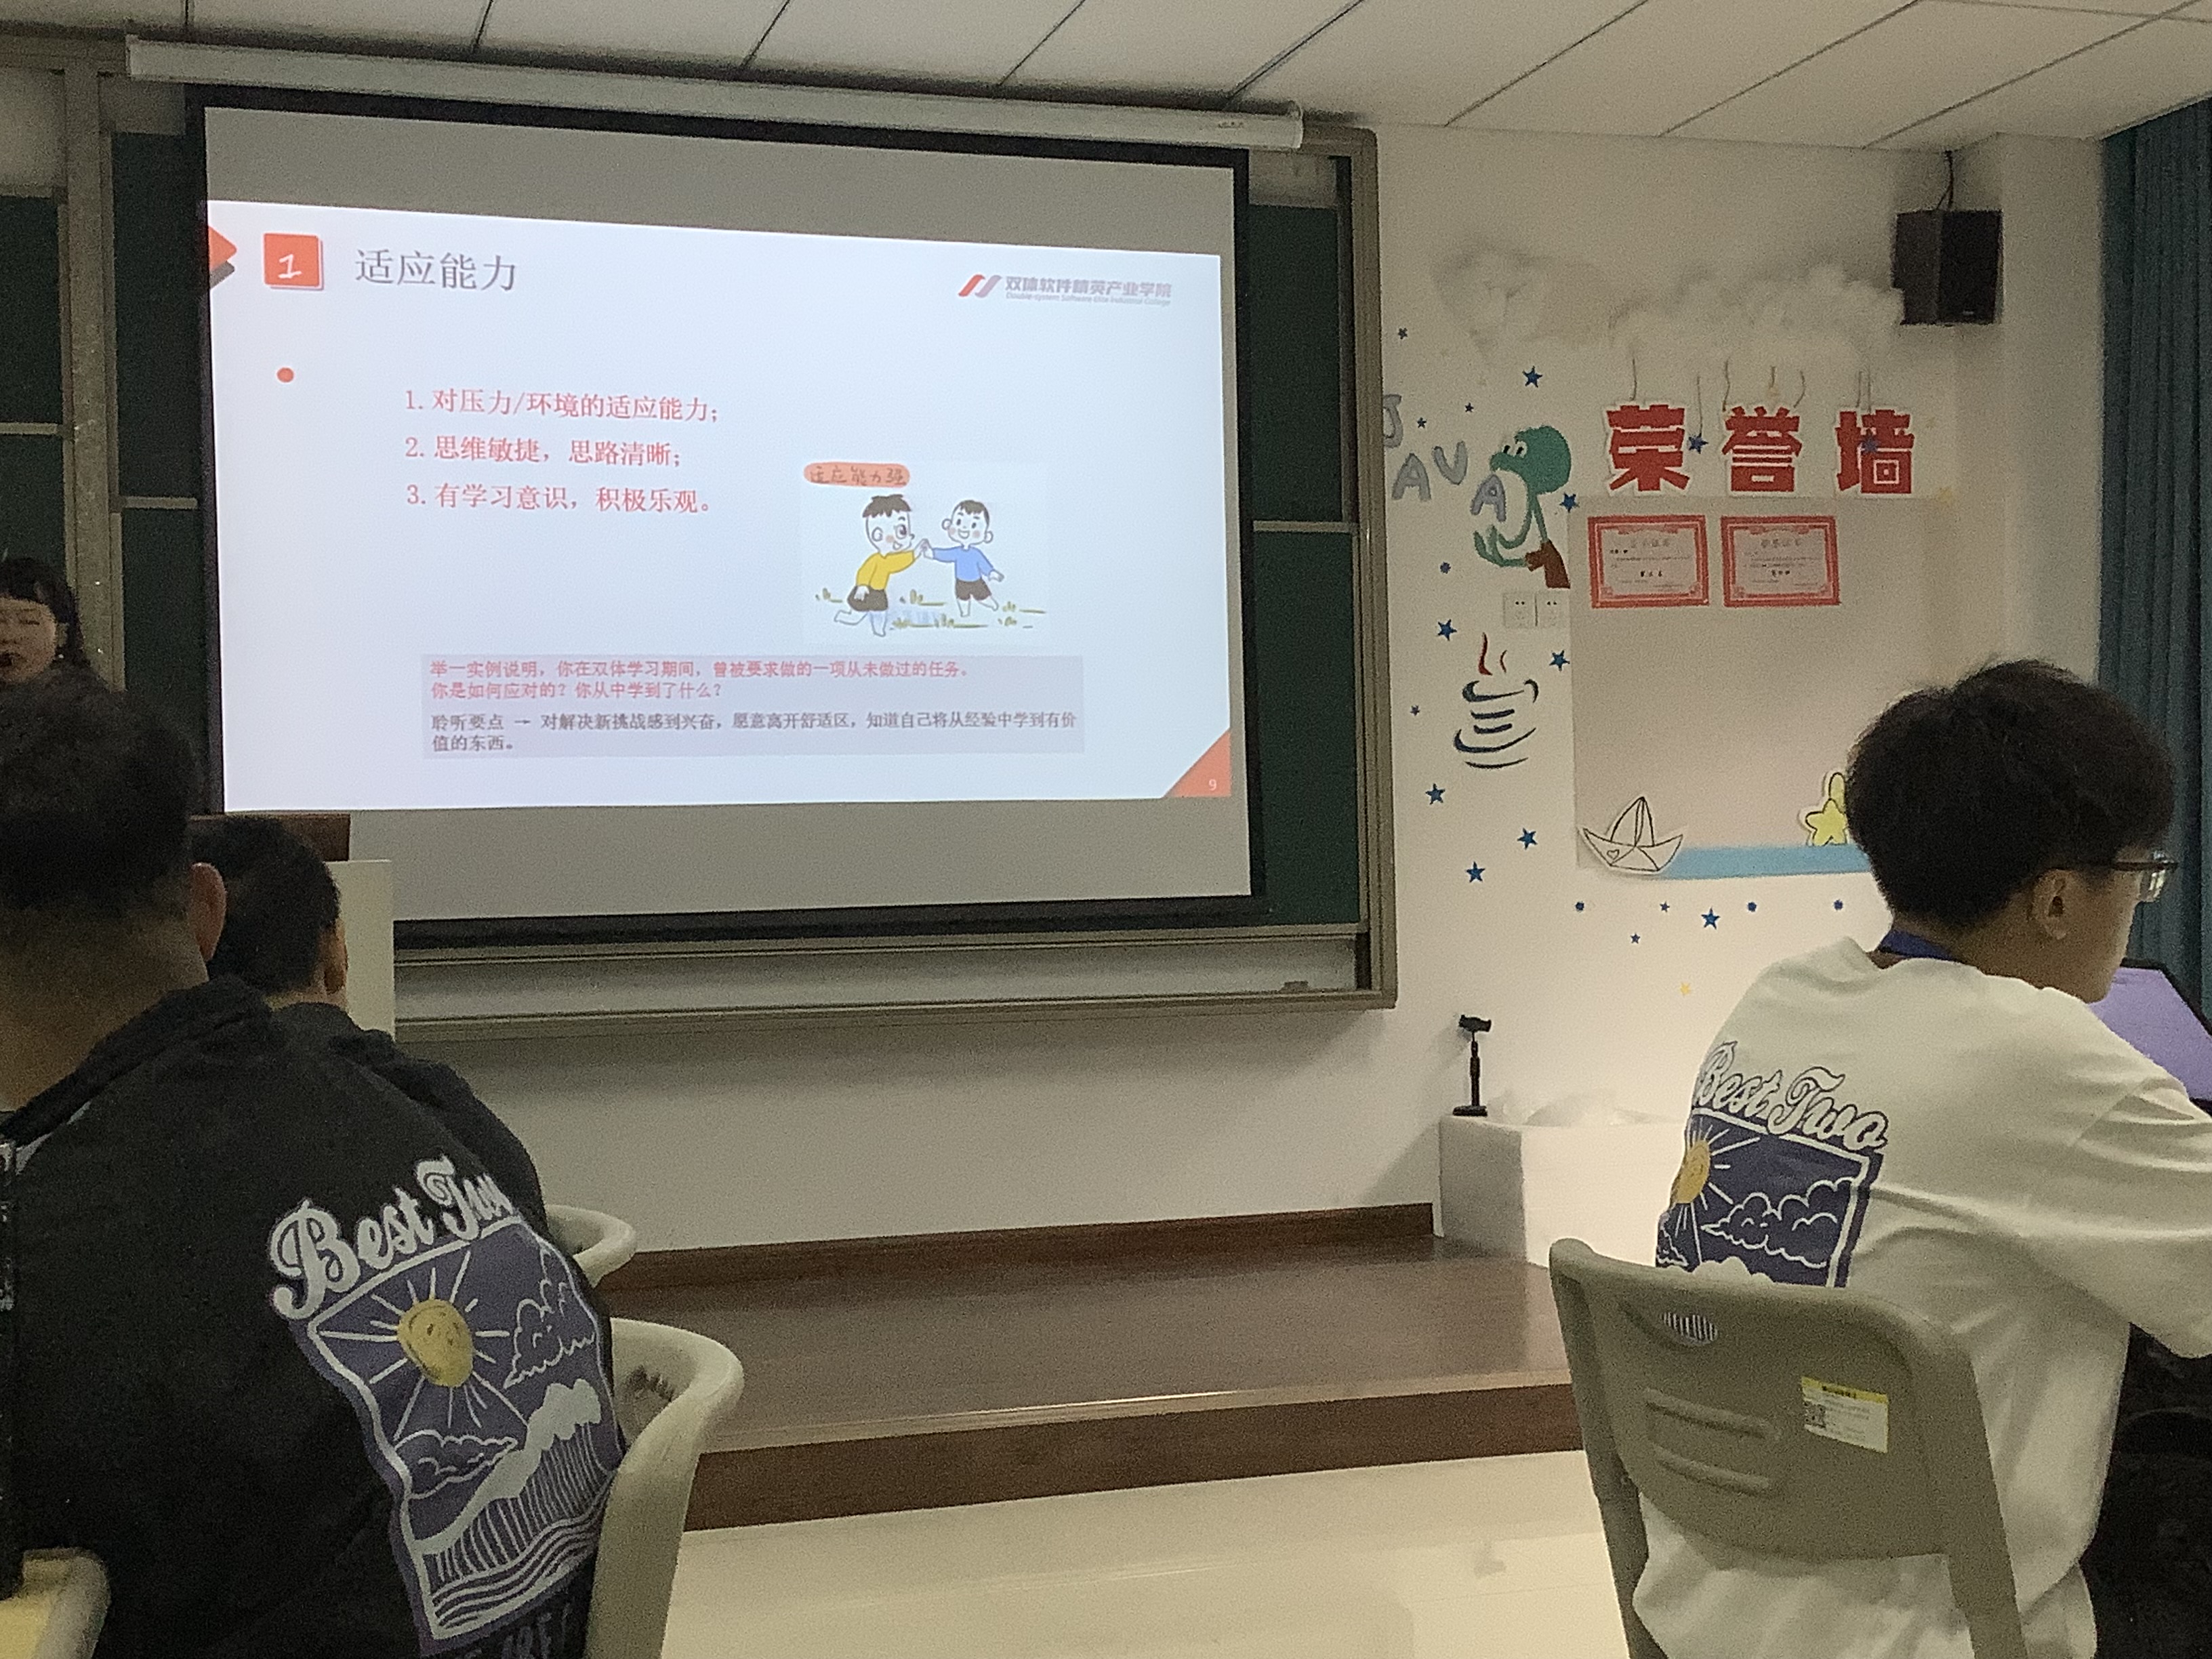 1
适应能力
双体软件精英产业学院
Double-system Software Elite Industrial College
1. 对压力/环境的适应能力；
2. 思维敏捷，思路清晰；
3. 有学习意识，积极乐观。
适应能力强
举一实例说明，你在双体学习期间，曾被要求做的一项从未做过的任务。
你是如何应对的？你从中学到了什么？
聆听要点 → 对解决新挑战感到兴奋，愿意离开舒适区，知道自己将从经验中学到有价
值的东西。
9
JAVA
荣誉墙
Best Two
Best Two